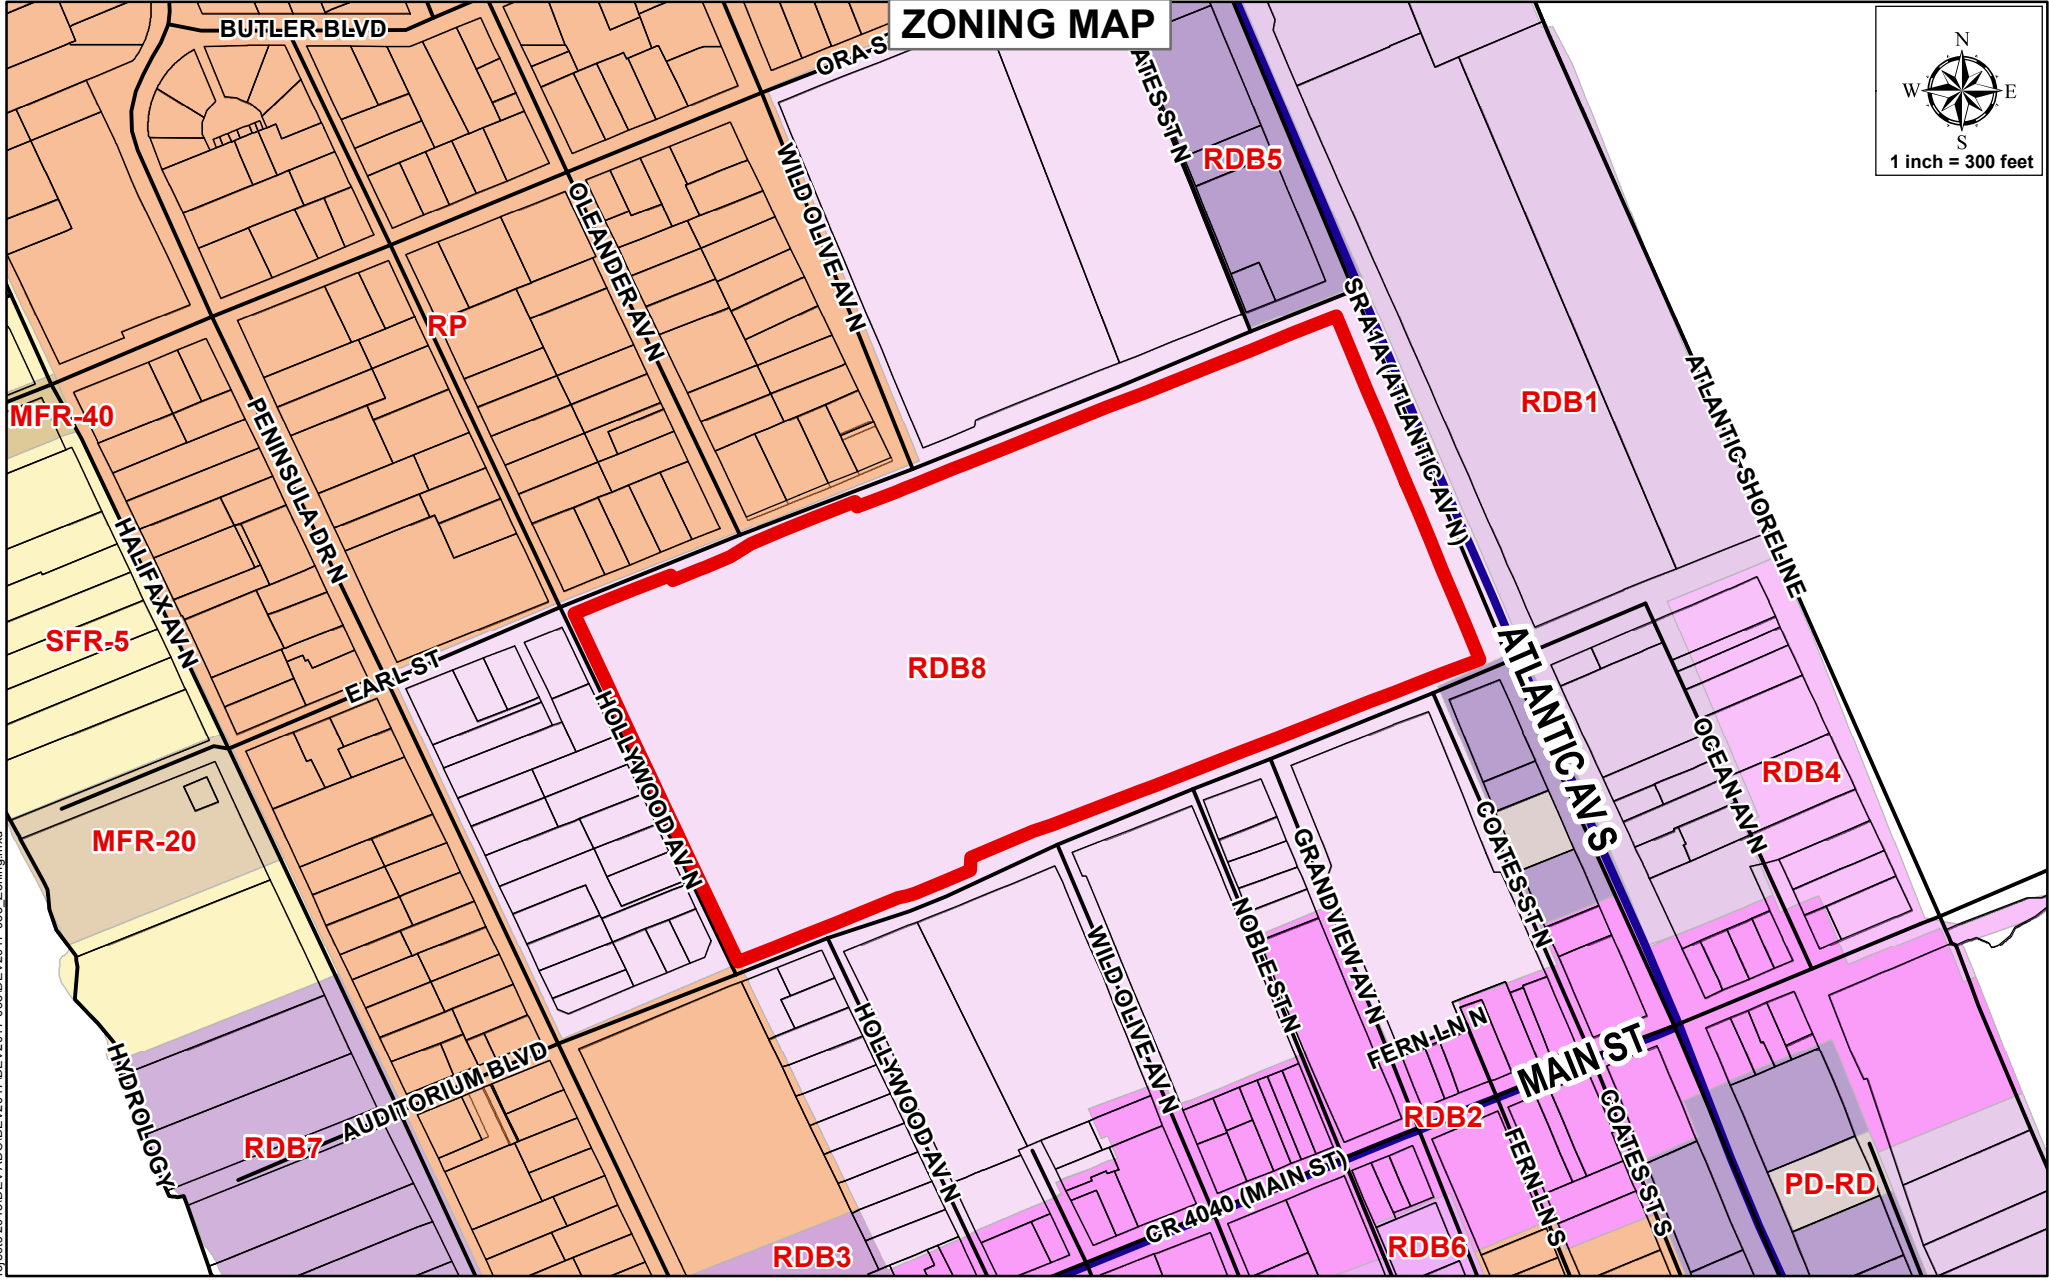 ZONING MAP
BUTLER BLVD
ORA S
ATES ST N
N
W
E
S
1 inch = 300 feet
RDB5
WILD OLIVE AV N
OLEANDER AV N
RP
SR A1A (ATLANTIC AV N)
RDB1
ATLANTIC SHORELINE
MFR-40
PENINSULA DR N
HALIFAX AV N
SFR-5
EARL ST
RDB8
HOLLYWOOD AV N
ATLANTIC AV S
OCEAN AV N
RDB4
MFR-20
COATES ST N
GRANDVIEW AV N
NOBLE ST N
WILD OLIVE AV N
HOLLYWOOD AV N
FERN LN N
MAIN ST
HYDROLOGY
AUDITORIUM BLVD
RDB7
RDB2
COATES ST S
FERN LN S
PD-RD
CR 4040 (MAIN ST)
RDB3
RDB6